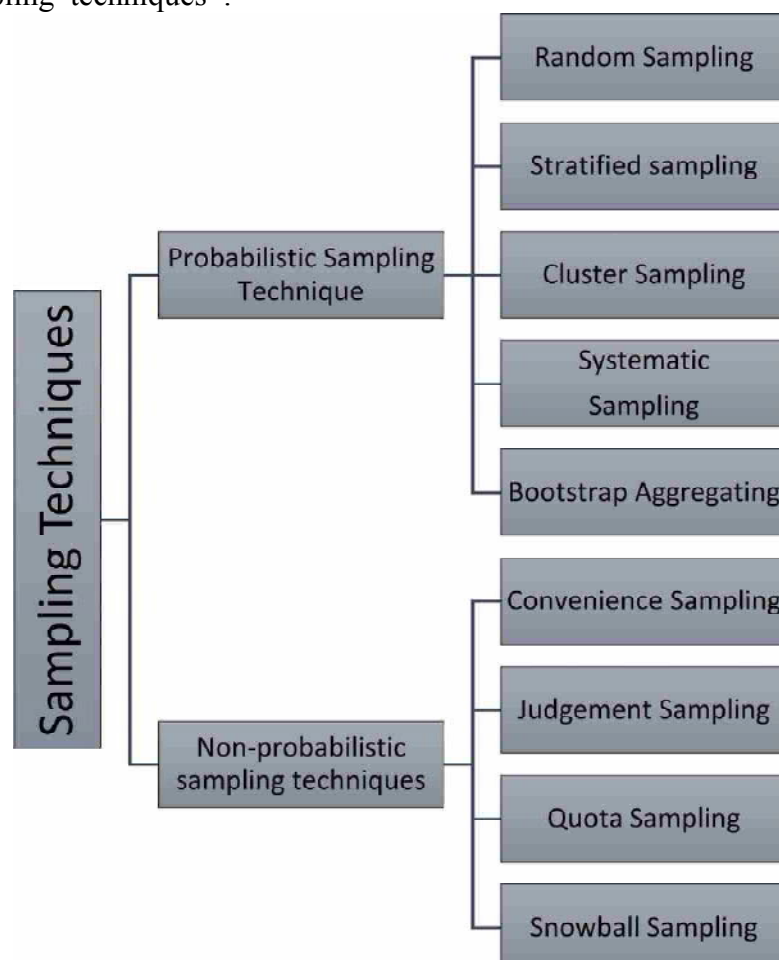 techniques .
Random Sampling
Stratified sampling
Probabilistic Sampling
Technique
Cluster Sampling
Systematic
Sampling
Bootstrap Aggregating
Sampling Techniques
Convenience Sampling
Judgement Sampling
Non-probabilistic
sampling techniques
Quota Sampling
Snowball Sampling